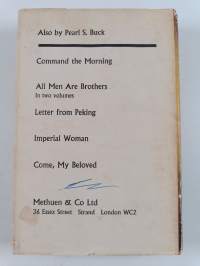 Also by Pearl S. Buck
Command the Morning
All Men Are Brothers
In two volumes
Letter from Peking
Imperial Woman
Come, My Beloved
Methuen & Co Ltd
36 Essex Street Strand London WC2